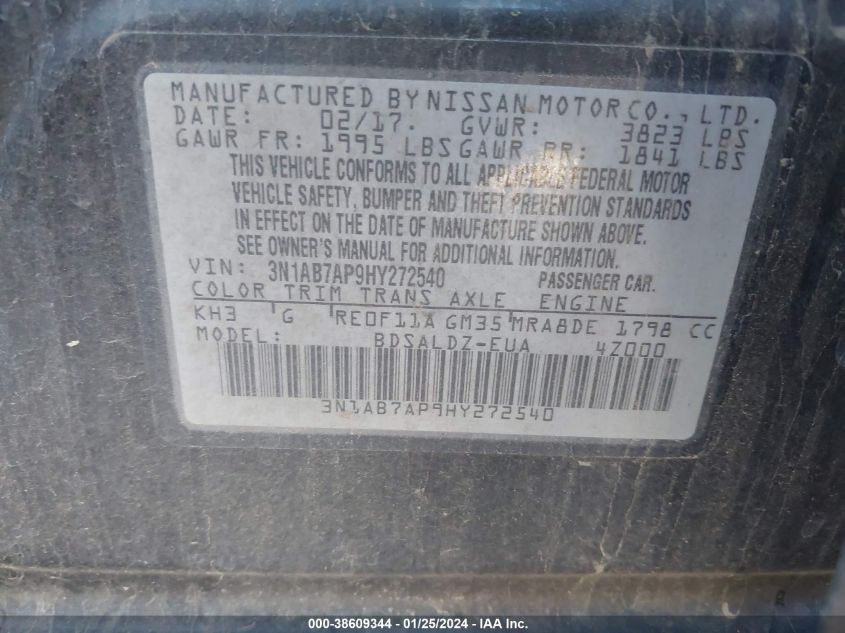 MANUFACTURED BY NISSAN MOTOR CO., LTD.
DATE: 02/17. GVWR: 3823 LBS
GAWR FR: 1995 LBS GAWR RR: 1841 LBS
THIS VEHICLE CONFORMS TO ALL APPLICABLE FEDERAL MOTOR
VEHICLE SAFETY, BUMPER AND THEFT PREVENTION STANDARDS
IN EFFECT ON THE DATE OF MANUFACTURE SHOWN ABOVE.
SEE OWNER'S MANUAL FOR ADDITIONAL INFORMATION.
VIN: 3N1AB7AP9HY272540 PASSENGER CAR.
COLOR TRIM TRANS AXLE ENGINE
KH3 G RE0F11A GM35 MRA8DE 1798 CC
MODEL: BDSALDZ-EUA 4Z000
3N1AB7AP9HY272540
000-38609344 | 01/25/2024 - IAAI.com.